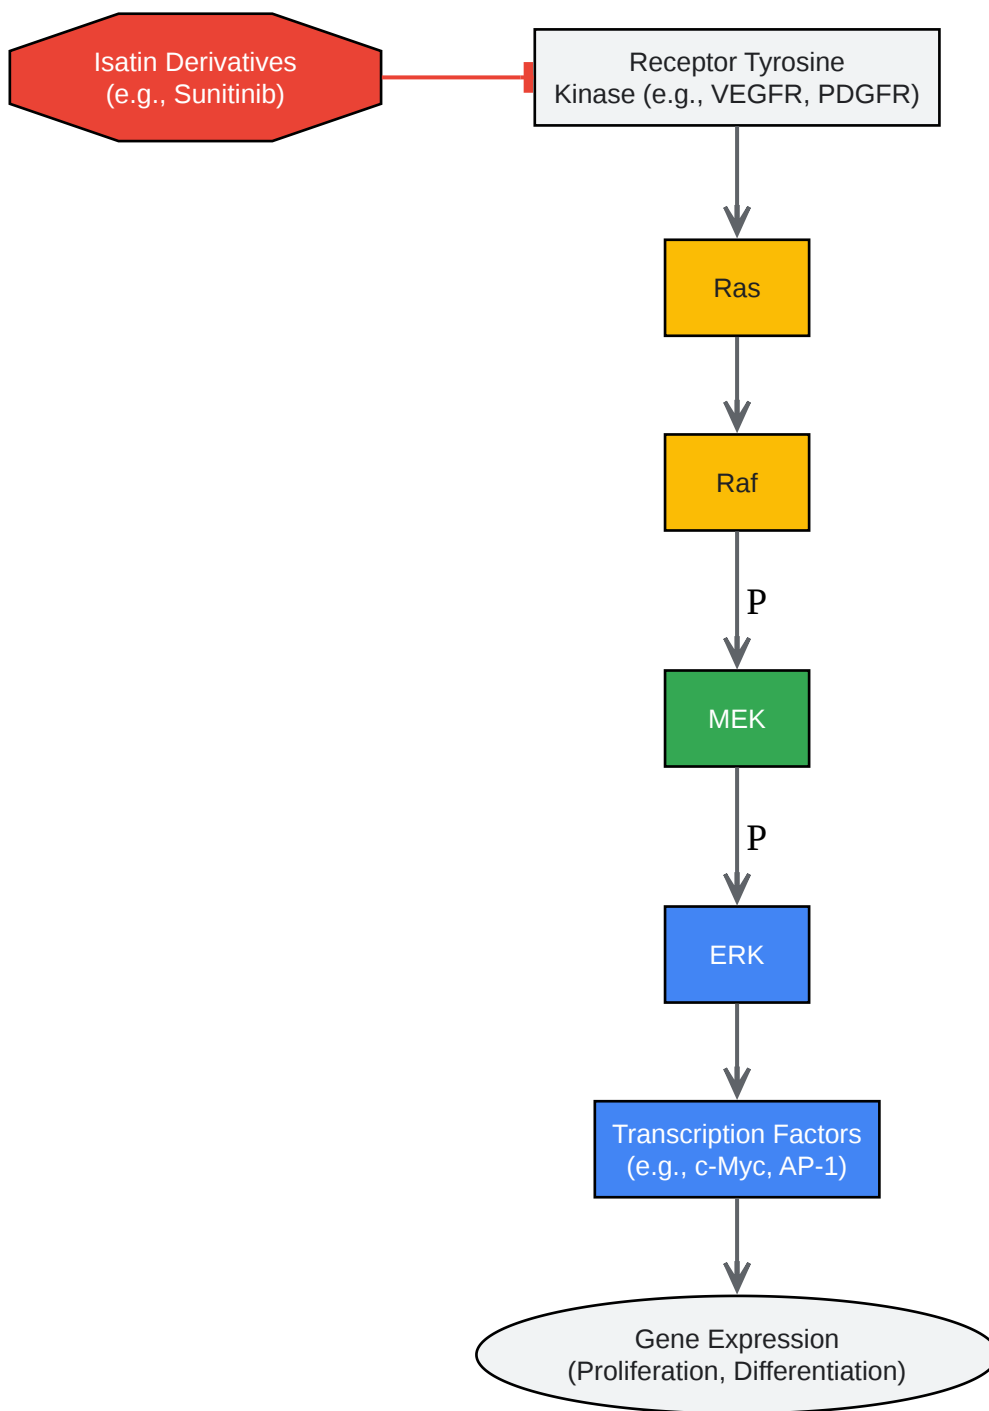 Isatin Derivatives
(e.g., Sunitinib)
Receptor Tyrosine
Kinase (e.g., VEGFR, PDGFR)
Ras
Raf
P
MEK
P
ERK
Transcription Factors
(e.g., c-Myc, AP-1)
Gene Expression
(Proliferation, Differentiation)